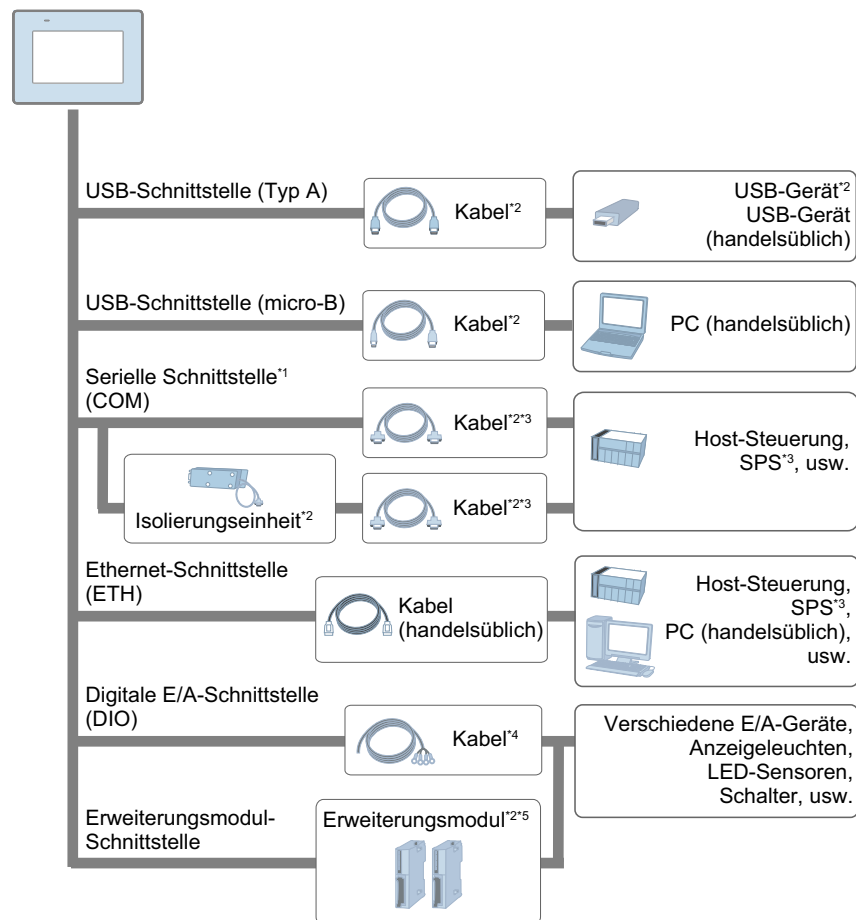 USB-Schnittstelle (Typ A)
Kabel*2
USB-Gerät*2
USB-Gerät
(handelsüblich)
USB-Schnittstelle (micro-B)
Kabel*2
PC (handelsüblich)
Serielle Schnittstelle*1
(COM)
Kabel*2*3
Host-Steuerung,
SPS*3, usw.
Isolierungseinheit*2
Kabel*2*3
Ethernet-Schnittstelle
(ETH)
Kabel
(handelsüblich)
Host-Steuerung,
SPS*3,
PC (handelsüblich),
usw.
Digitale E/A-Schnittstelle
(DIO)
Kabel*4
Verschiedene E/A-Geräte,
Anzeigeleuchten,
LED-Sensoren,
Schalter, usw.
Erweiterungsmodul-
Schnittstelle
Erweiterungsmodul*2*5